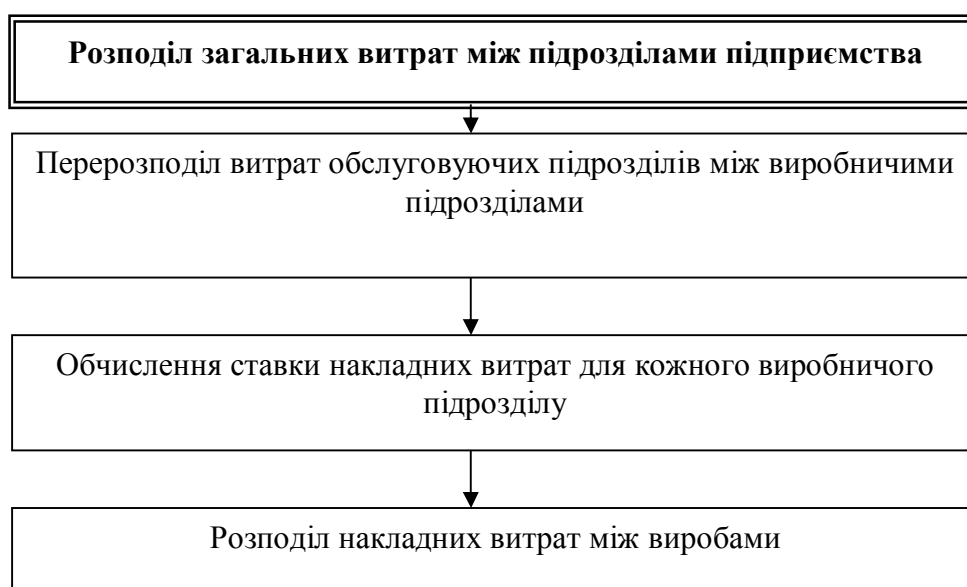 Розподіл загальних витрат між підрозділами підприємства
Перерозподіл витрат обслуговуючих підрозділів між виробничими
підрозділами
Обчислення ставки накладних витрат для кожного виробничого
підрозділу
Розподіл накладних витрат між виробами